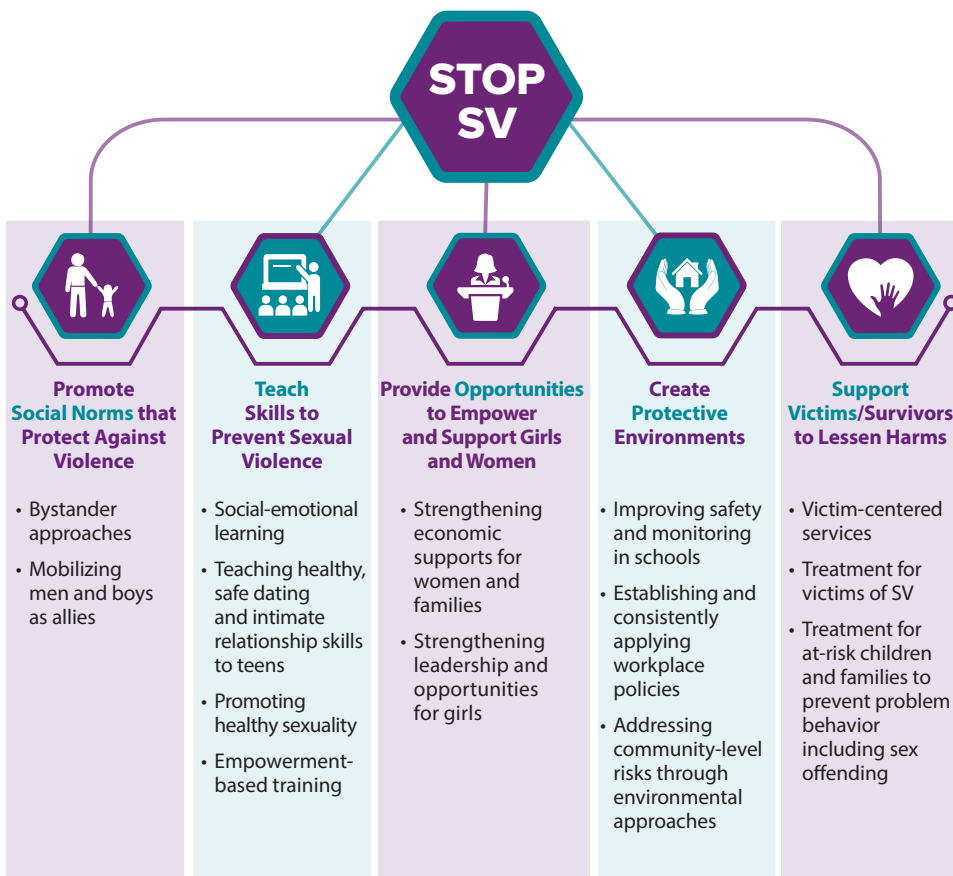 STOP
SV
Promote
Social Norms that
Protect Against
Violence
• Bystander
approaches
• Mobilizing
men and boys
as allies
Teach
Skills to
Prevent Sexual
Violence
• Social-emotional
learning
• Teaching healthy,
safe dating
and intimate
relationship skills
to teens
• Promoting
healthy sexuality
• Empowerment-
based training
Provide Opportunities
to Empower
and Support Girls
and Women
• Strengthening
economic
supports for
women and
families
• Strengthening
leadership and
opportunities
for girls
Create
Protective
Environments
• Improving safety
and monitoring
in schools
• Establishing and
consistently
applying
workplace
policies
• Addressing
community-level
risks through
environmental
approaches
Support
Victims/Survivors
to Lessen Harms
• Victim-centered
services
• Treatment for
victims of SV
• Treatment for
at-risk children
and families to
prevent problem
behavior
including sex
offending